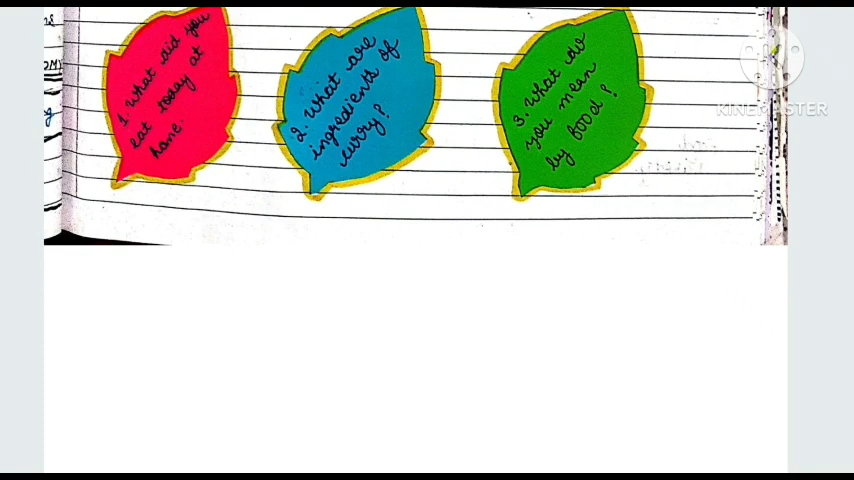 1. What did you
eat today at
home.
2. What are
ingredients of
curry?
3. What do
you mean
by food?
KINEMASTER